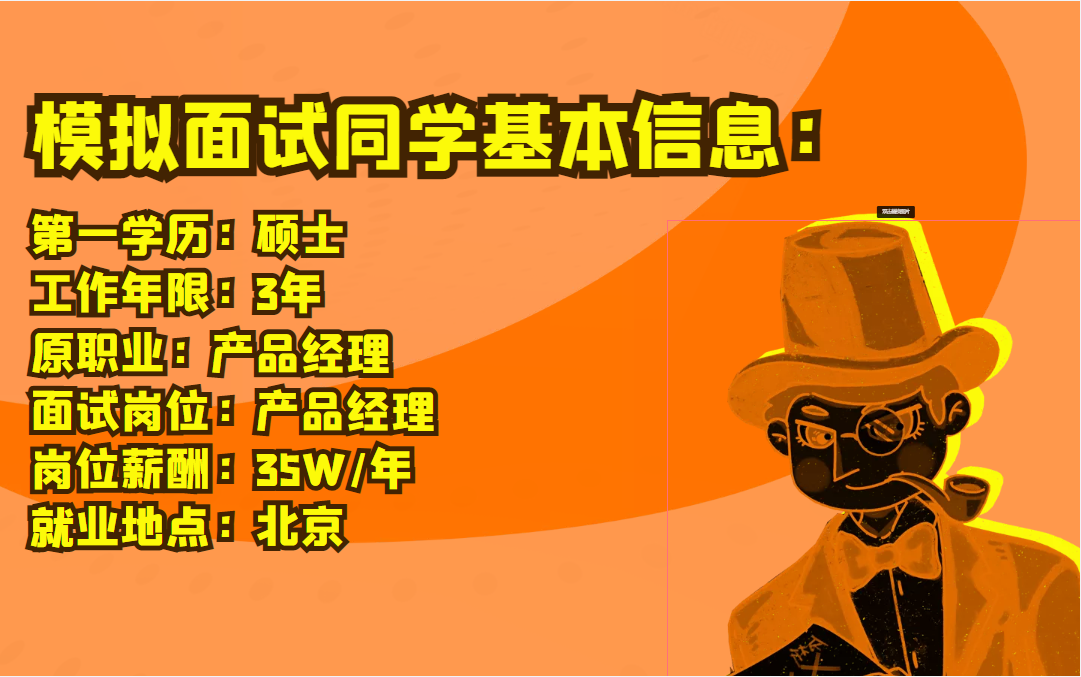 模拟面试同学基本信息：
第一学历：硕士
工作年限：3年
原职业：产品经理
面试岗位：产品经理
岗位薪酬：35W/年
就业地点：北京